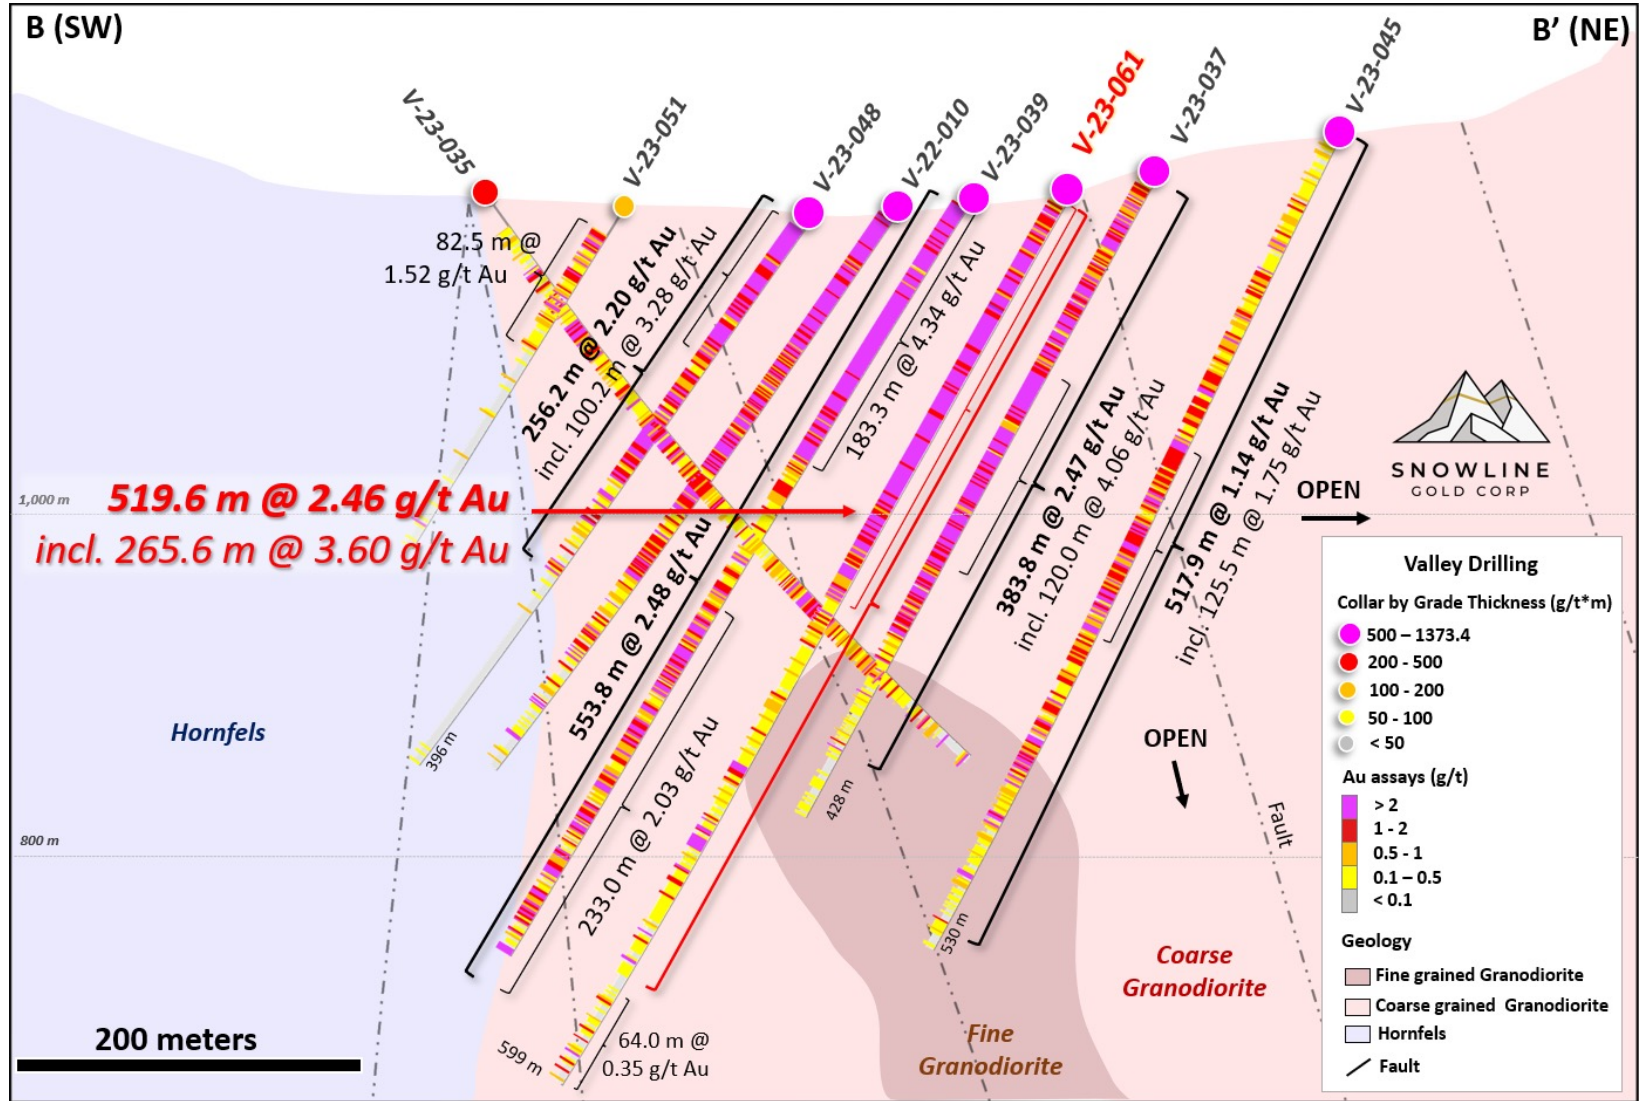 B (SW)
B’ (NE)
V-23-035
V-23-051
V-23-048
V-22-010
V-23-039
V-23-061
V-23-037
V-23-045
82.5 m @
1.52 g/t Au
256.2 m @ 2.20 g/t Au
incl. 100.2 m @ 3.28 g/t Au
183.3 m @ 4.34 g/t Au
383.8 m @ 2.47 g/t Au
incl. 120.0 m @ 4.06 g/t Au
517.9 m @ 1.14 g/t Au
incl. 125.5 m @ 1.75 g/t Au
SNOWLINE
GOLD CORP
1,000 m
519.6 m @ 2.46 g/t Au
incl. 265.6 m @ 3.60 g/t Au
OPEN
553.8 m @ 2.48 g/t Au
233.0 m @ 2.03 g/t Au
Hornfels
396 m
428 m
OPEN
Fault
800 m
530 m
Coarse
Granodiorite
Fine
Granodiorite
599 m
64.0 m @
0.35 g/t Au
200 meters
Valley Drilling
Collar by Grade Thickness (g/t*m)
500 – 1373.4
200 - 500
100 - 200
50 - 100
< 50
Au assays (g/t)
> 2
1 - 2
0.5 - 1
0.1 – 0.5
< 0.1
Geology
Fine grained Granodiorite
Coarse grained Granodiorite
Hornfels
Fault